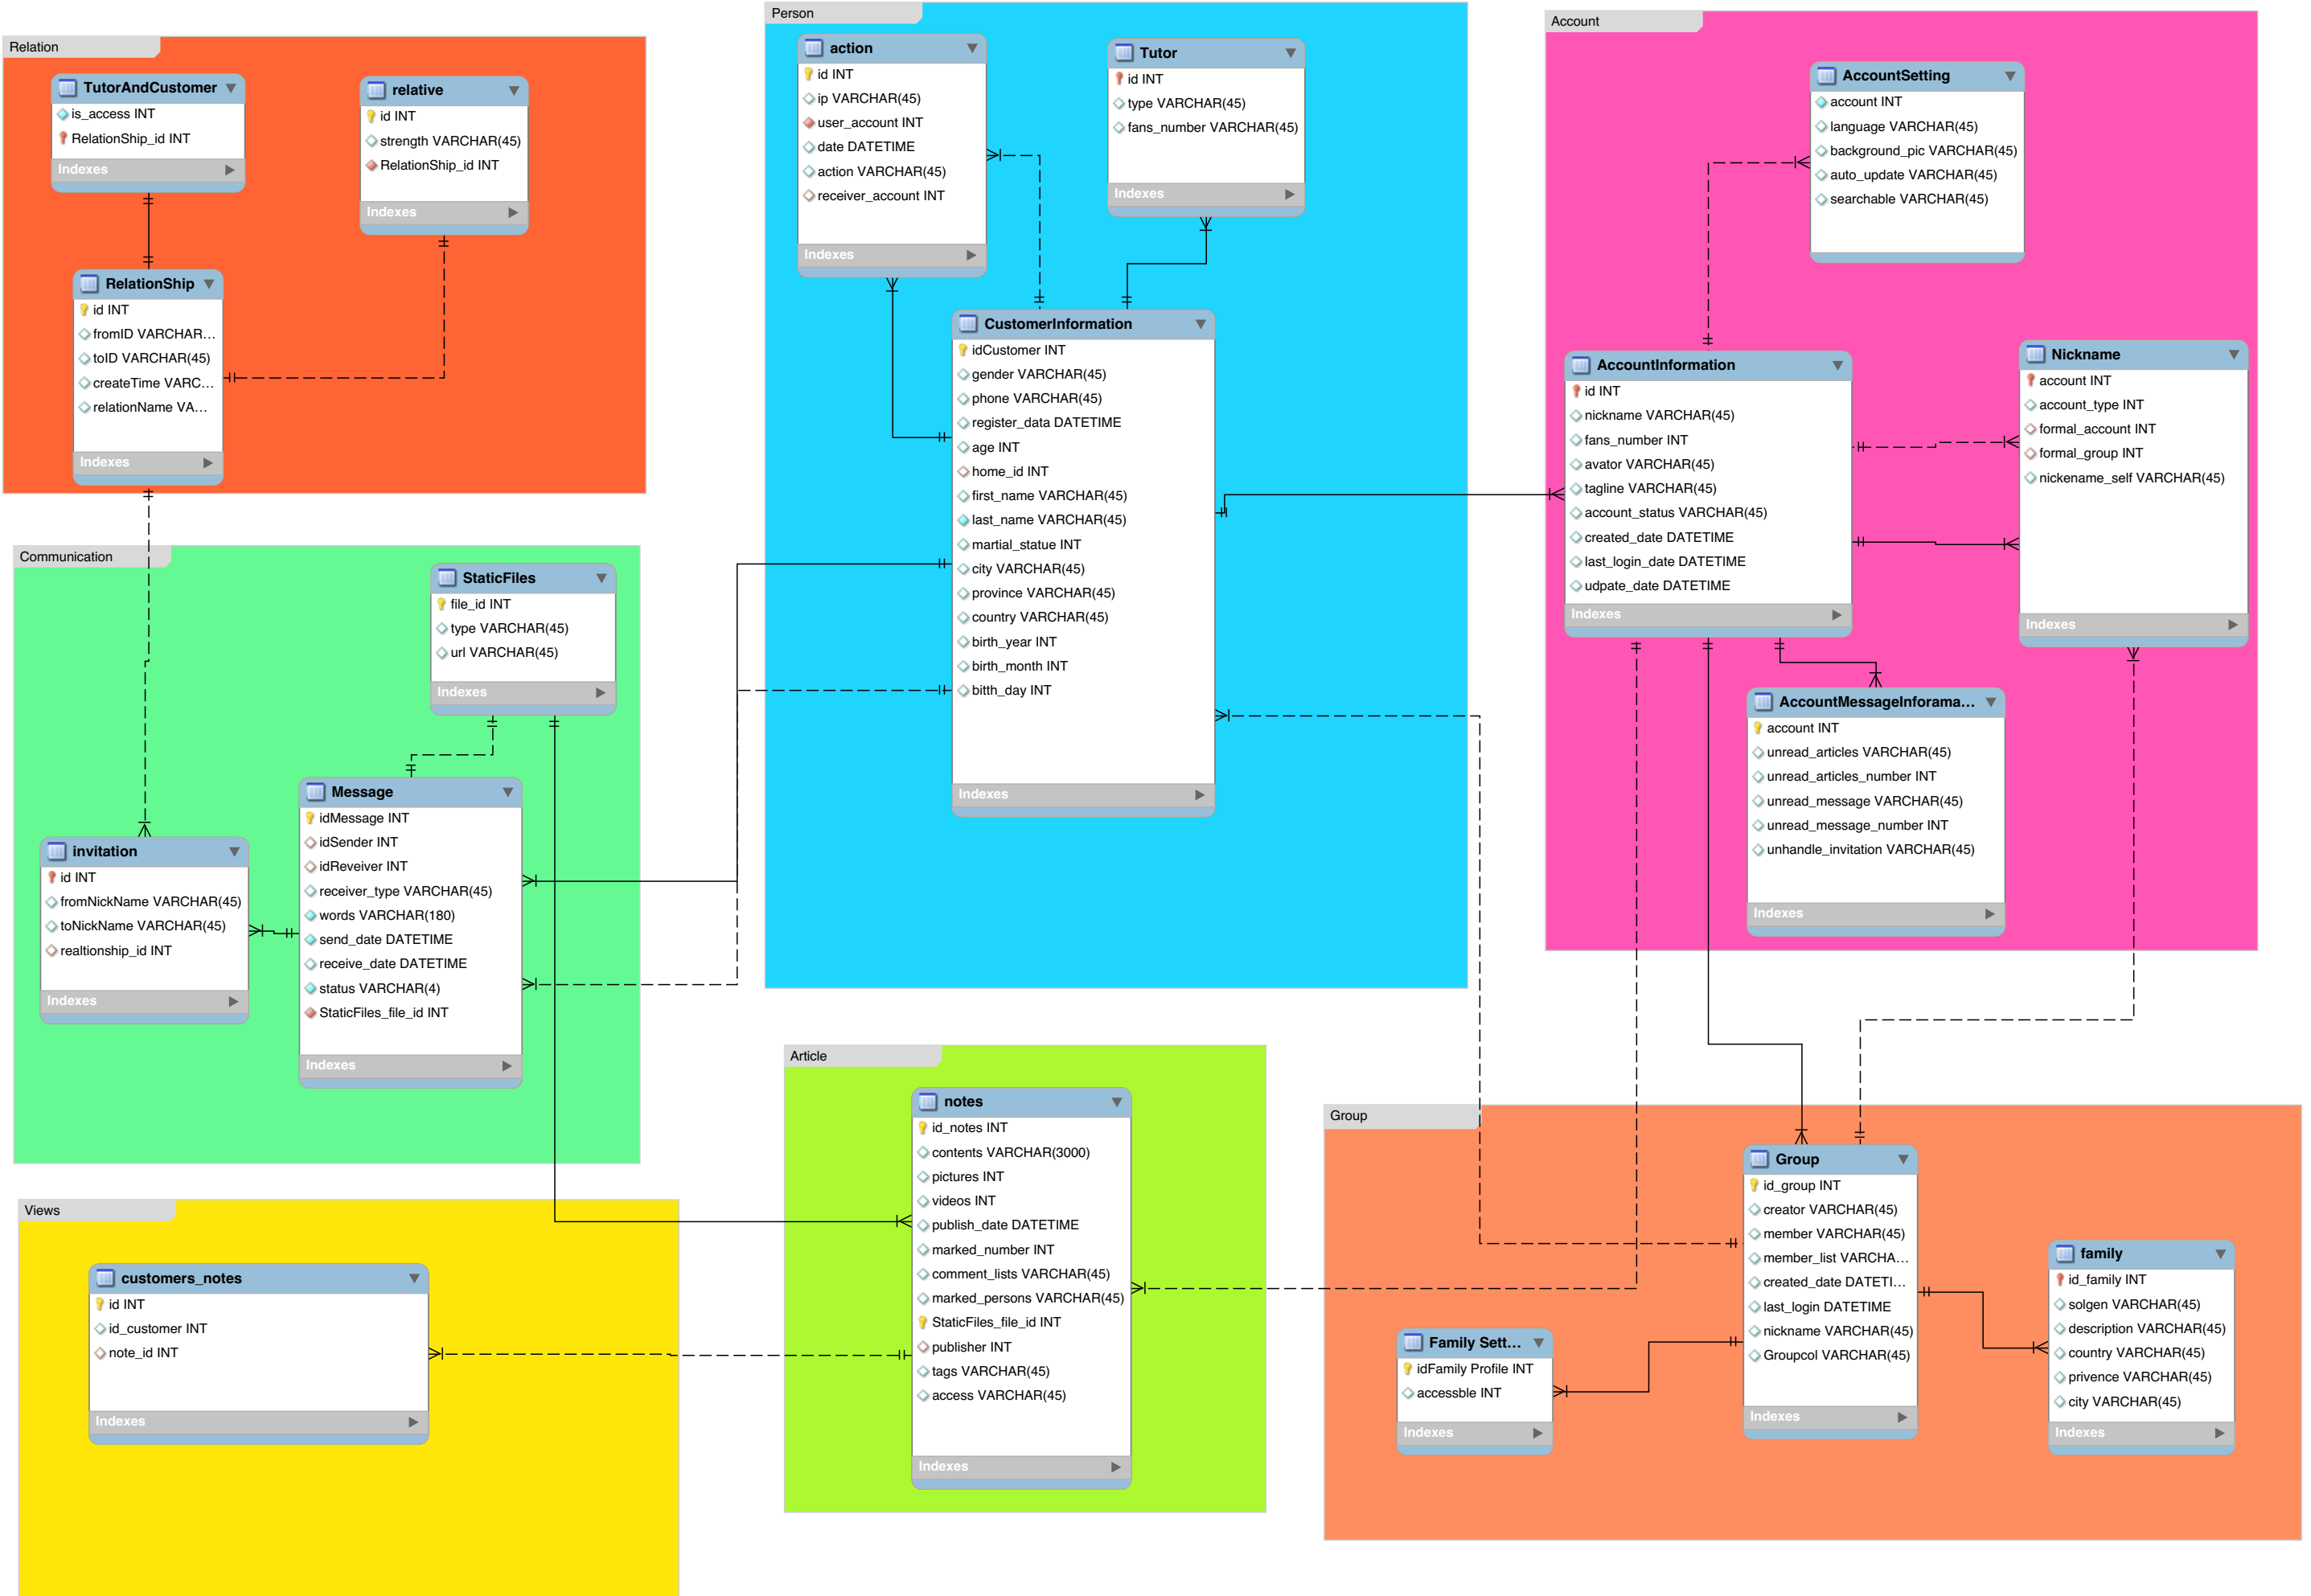 Relation
TutorAndCustomer
is_access INT
RelationShip_id INT
Indexes
relative
id INT
strength VARCHAR(45)
RelationShip_id INT
Indexes
RelationShip
id INT
fromID VARCHAR...
toID VARCHAR(45)
createTime VARC...
relationName VA...
Indexes
Person
action
id INT
ip VARCHAR(45)
user_account INT
date DATETIME
action VARCHAR(45)
receiver_account INT
Indexes
Tutor
id INT
type VARCHAR(45)
fans_number VARCHAR(45)
Indexes
CustomerInformation
idCustomer INT
gender VARCHAR(45)
phone VARCHAR(45)
register_data DATETIME
age INT
home_id INT
first_name VARCHAR(45)
last_name VARCHAR(45)
martial_statue INT
city VARCHAR(45)
province VARCHAR(45)
country VARCHAR(45)
birth_year INT
birth_month INT
bitth_day INT
Indexes
Account
AccountSetting
account INT
language VARCHAR(45)
background_pic VARCHAR(45)
auto_update VARCHAR(45)
searchable VARCHAR(45)
AccountInformation
id INT
nickname VARCHAR(45)
fans_number INT
avator VARCHAR(45)
tagline VARCHAR(45)
account_status VARCHAR(45)
created_date DATETIME
last_login_date DATETIME
udpate_date DATETIME
Indexes
Nickname
account INT
account_type INT
formal_account INT
formal_group INT
nickename_self VARCHAR(45)
Indexes
AccountMessageInforama...
account INT
unread_articles VARCHAR(45)
unread_articles_number INT
unread_message VARCHAR(45)
unread_message_number INT
unhandle_invitation VARCHAR(45)
Indexes
Communication
StaticFiles
file_id INT
type VARCHAR(45)
url VARCHAR(45)
Indexes
Message
idMessage INT
idSender INT
idReveiver INT
receiver_type VARCHAR(45)
words VARCHAR(180)
send_date DATETIME
receive_date DATETIME
status VARCHAR(4)
StaticFiles_file_id INT
Indexes
invitation
id INT
fromNickName VARCHAR(45)
toNickName VARCHAR(45)
realtionship_id INT
Indexes
Article
notes
id_notes INT
contents VARCHAR(3000)
pictures INT
videos INT
publish_date DATETIME
marked_number INT
comment_lists VARCHAR(45)
marked_persons VARCHAR(45)
StaticFiles_file_id INT
publisher INT
tags VARCHAR(45)
access VARCHAR(45)
Indexes
Group
Group
id_group INT
creator VARCHAR(45)
member VARCHAR(45)
member_list VARCHA...
created_date DATETI...
last_login DATETIME
nickname VARCHAR(45)
Groupcol VARCHAR(45)
Indexes
family
id_family INT
solgen VARCHAR(45)
description VARCHAR(45)
country VARCHAR(45)
privence VARCHAR(45)
city VARCHAR(45)
Indexes
Family Sett...
idFamily Profile INT
accessble INT
Indexes
Views
customers_notes
id INT
id_customer INT
note_id INT
Indexes